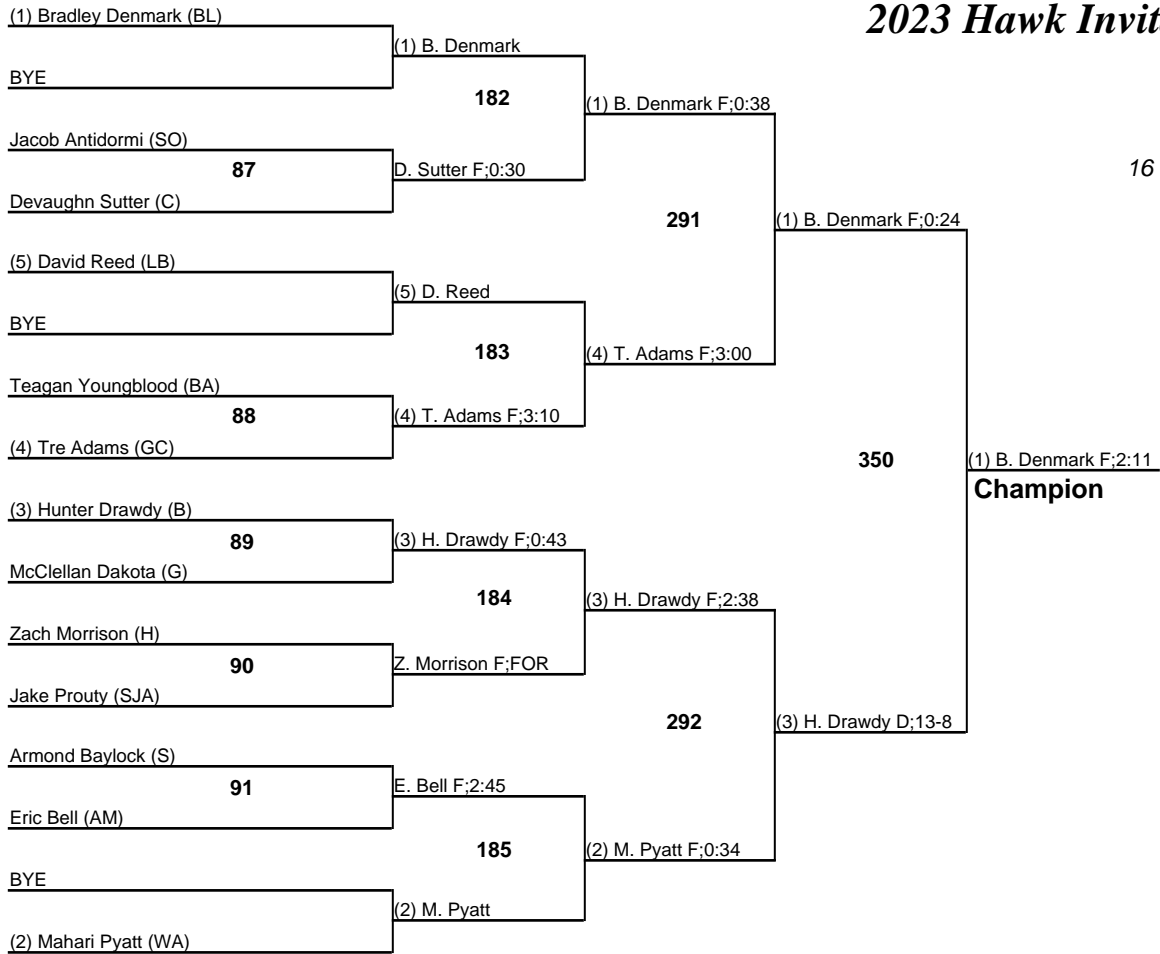 2023 Hawk Invit
16
(1) Bradley Denmark (BL)
BYE
Jacob Antidormi (SO)
87
Devaughn Sutter (C)
(5) David Reed (LB)
BYE
Teagan Youngblood (BA)
88
(4) Tre Adams (GC)
(3) Hunter Drawdy (B)
89
McClellan Dakota (G)
Zach Morrison (H)
90
Jake Prouty (SJA)
Armond Baylock (S)
91
Eric Bell (AM)
BYE
(2) Mahari Pyatt (WA)
(1) B. Denmark
182
D. Sutter F;0:30
(5) D. Reed
183
(4) T. Adams F;3:10
(3) H. Drawdy F;0:43
184
Z. Morrison F;FOR
E. Bell F;2:45
185
(2) M. Pyatt
(1) B. Denmark F;0:38
291
(4) T. Adams F;3:00
(3) H. Drawdy F;2:38
292
(2) M. Pyatt F;0:34
(1) B. Denmark F;0:24
350
(3) H. Drawdy D;13-8
(1) B. Denmark F;2:11
Champion